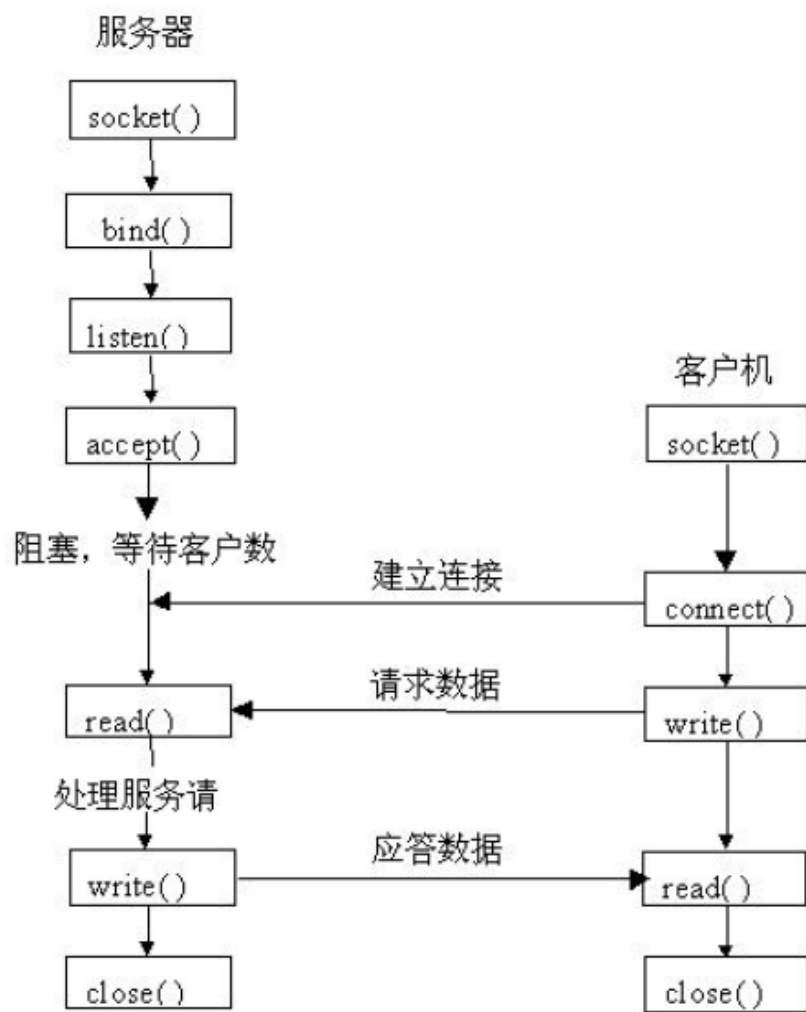 服务器
socket()
bind()
listen()
accept()
阻塞，等待客户数
read()
处理服务请
write()
close()
建立连接
请求数据
应答数据
客户机
socket()
connect()
write()
read()
close()